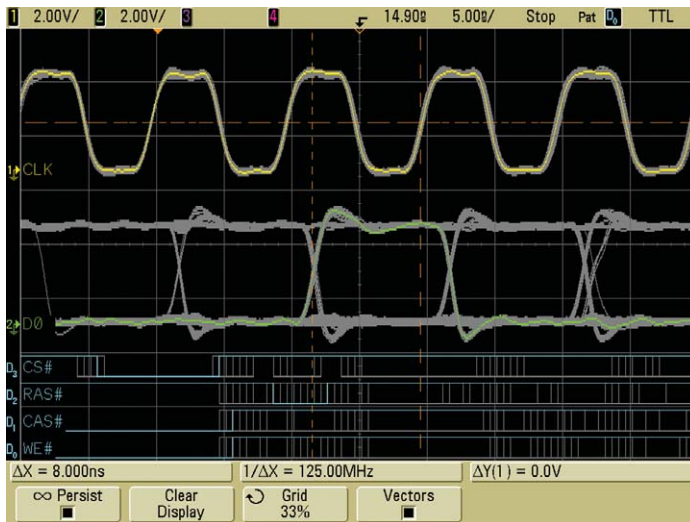 1 2.00V/ 2 2.00V/ 3 4 14.90s 5.00s/ Stop Pat D0 TTL
1 CLK
2 D0
D3 CS#
D2 RAS#
D1 CAS#
D0 WE#
ΔX = 8.000ns 1/ΔX = 125.00MHz ΔY(1) = 0.0V
∞ Persist Clear Display Grid 33% Vectors